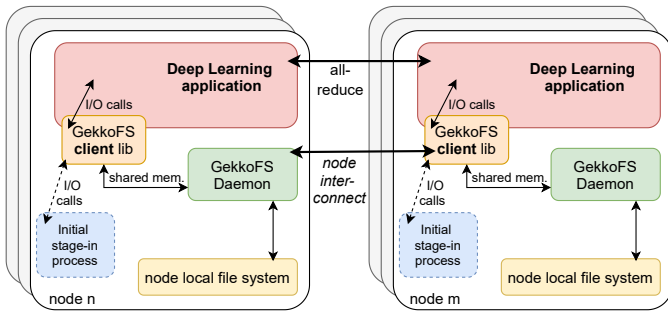 Deep Learning
application
I/O calls
GekkoFS
client lib
shared mem.
GekkoFS
Daemon
I/O
calls
Initial
stage-in
process
node local file system
node n
all-
reduce
node
inter-
connect
Deep Learning
application
I/O calls
GekkoFS
client lib
shared mem.
GekkoFS
Daemon
I/O
calls
Initial
stage-in
process
node local file system
node m